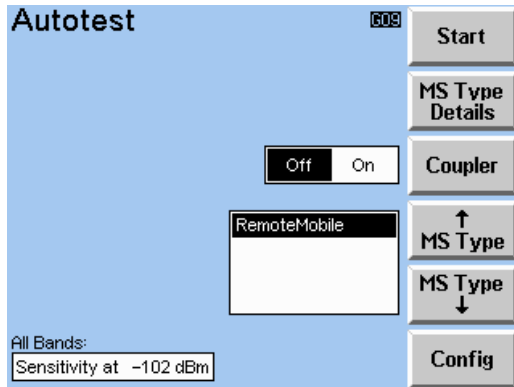 Autotest
G09
Start
MS Type
Details
Off On
Coupler
RemoteMobile
↑
MS Type
MS Type
↓
All Bands:
Sensitivity at -102 dBm
Config